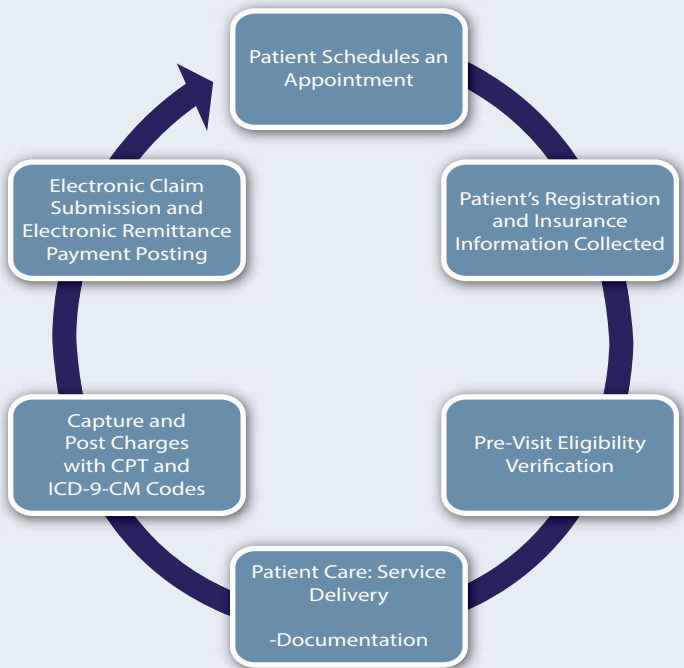 Patient Schedules an
Appointment
Patient’s Registration
and Insurance
Information Collected
Pre-Visit Eligibility
Verification
Patient Care: Service
Delivery
-Documentation
Capture and
Post Charges
with CPT and
ICD-9-CM Codes
Electronic Claim
Submission and
Electronic Remittance
Payment Posting